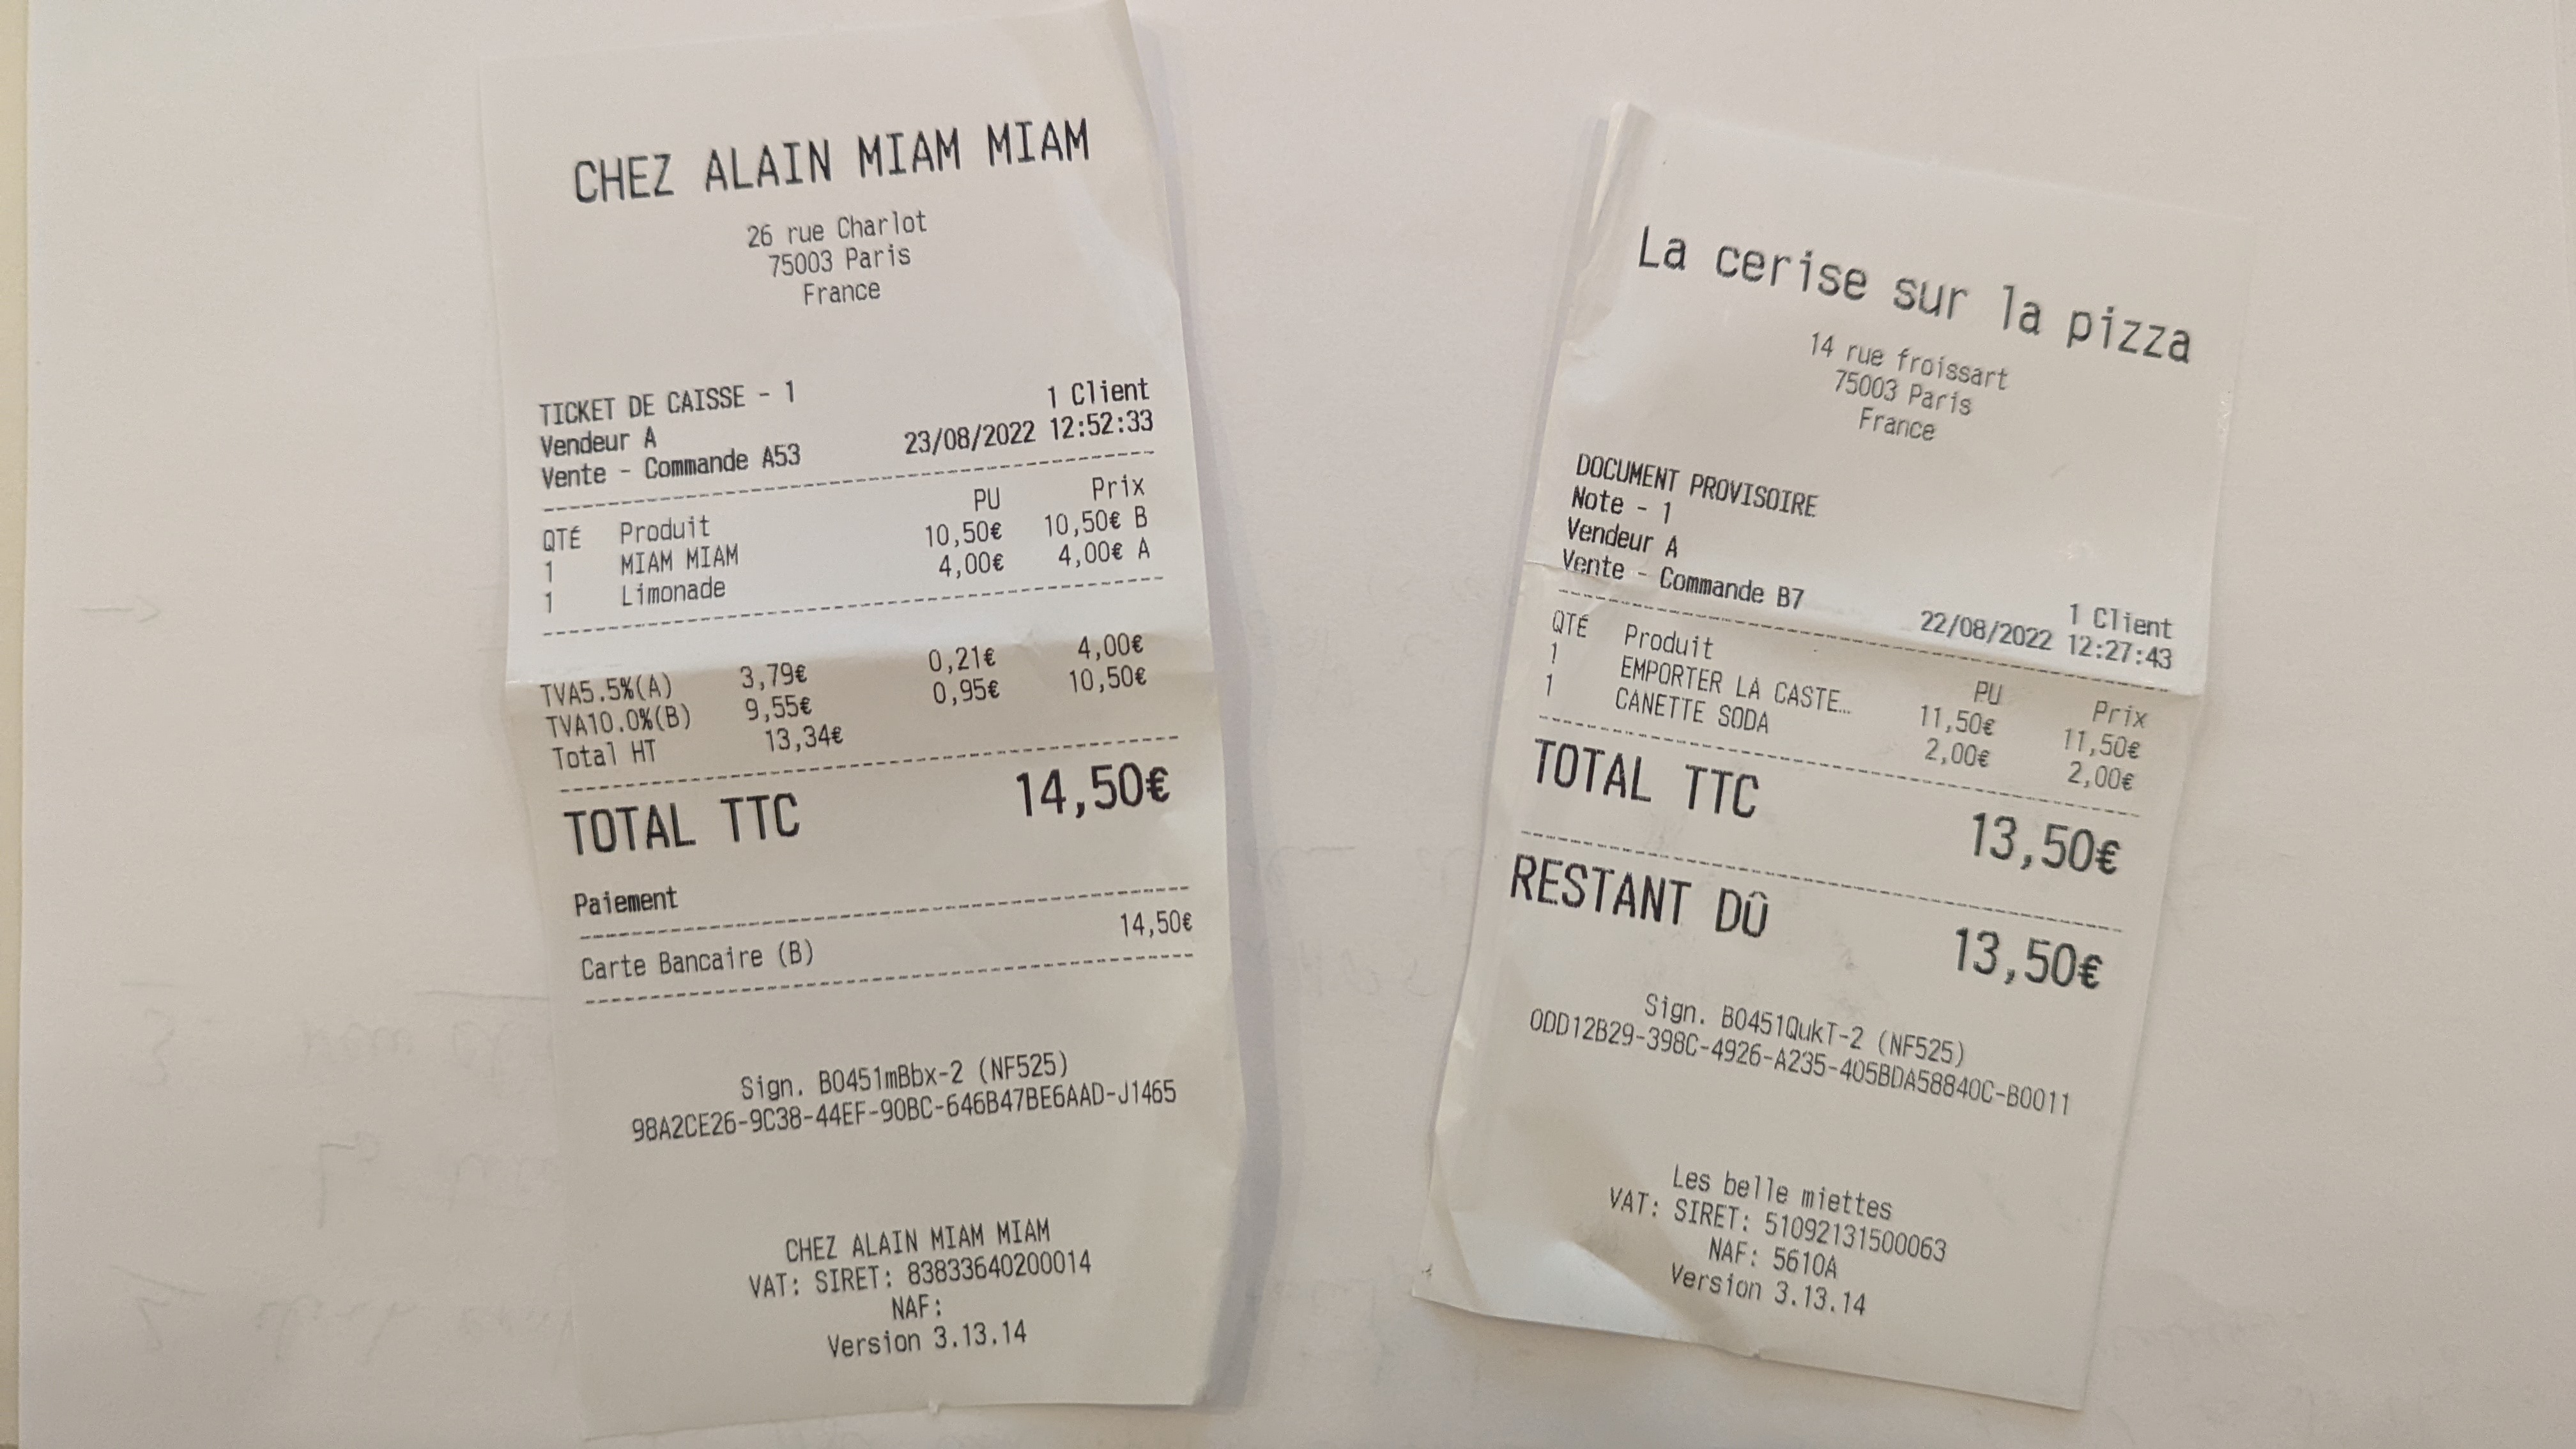 CHEZ ALAIN MIAM MIAM
26 rue Charlot
75003 Paris
France
TICKET DE CAISSE - 1
1 Client
Vendeur A
Vente - Commande A53 23/08/2022 12:52:33
QTÉ Produit PU Prix
1 MIAM MIAM 10,50€ 10,50€ B
1 Limonade 4,00€ 4,00€ A
TVA5.5%(A) 3,79€ 0,21€ 4,00€
TVA10.0%(B) 9,55€ 0,95€ 10,50€
Total HT 13,34€
TOTAL TTC 14,50€
Paiement
Carte Bancaire (B) 14,50€
Sign. B0451mBbx-2 (NF525)
98A2CE26-9C38-44EF-90BC-646B47BE6AAD-J1465
CHEZ ALAIN MIAM MIAM
VAT: SIRET: 83833640200014
NAF:
Version 3.13.14
La cerise sur la pizza
14 rue froissart
75003 Paris
France
DOCUMENT PROVISOIRE
Note - 1
Vendeur A
1 Client
Vente - Commande B7 22/08/2022 12:27:43
QTÉ Produit PU Prix
1 EMPORTER LA CASTE… 11,50€ 11,50€
1 CANETTE SODA 2,00€ 2,00€
TOTAL TTC 13,50€
RESTANT DÛ 13,50€
Sign. B0451QukT-2 (NF525)
0DD12B29-398C-4926-A235-405BDA58840C-B0011
Les belle miettes
VAT: SIRET: 51092131500063
NAF: 5610A
Version 3.13.14